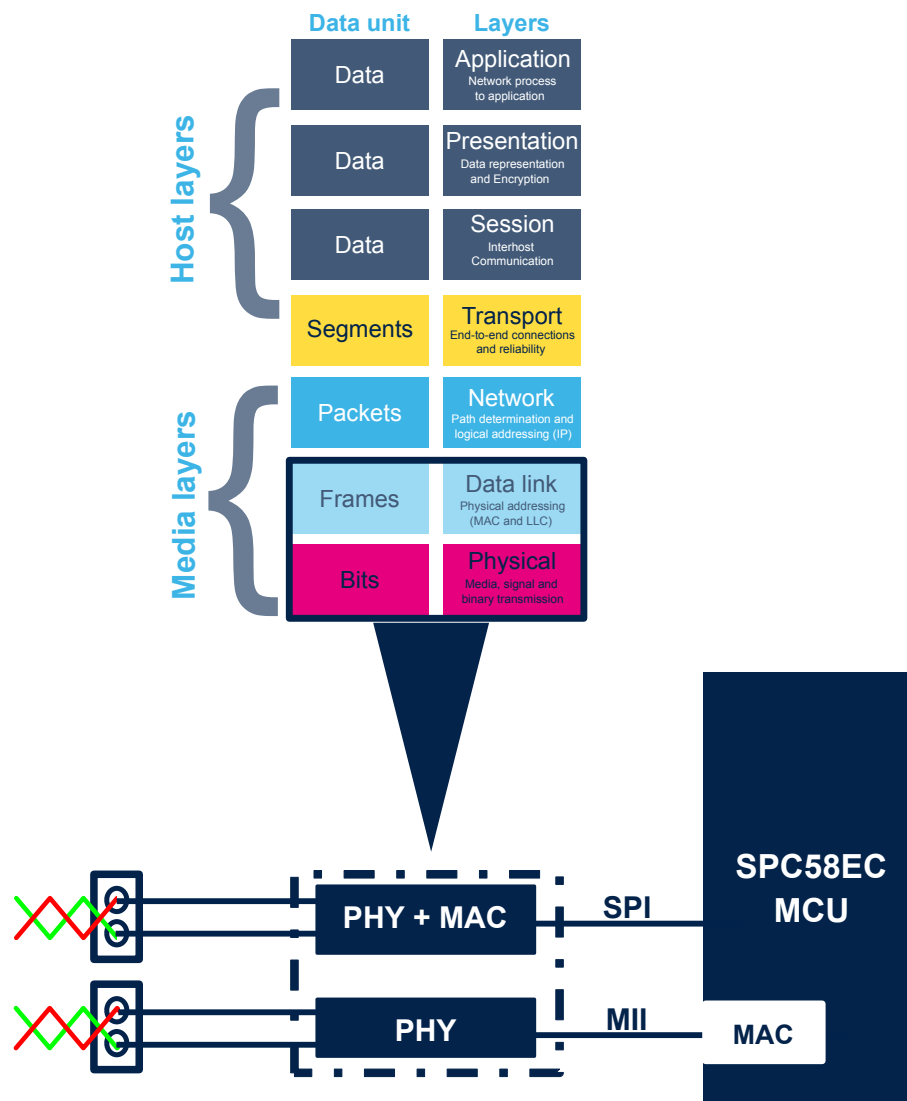 Data unit
Layers
Host layers
Data
Application
Network process
to application
Data
Presentation
Data representation
and Encryption
Data
Session
Interhost
Communication
Segments
Transport
End-to-end connections
and reliability
Media layers
Packets
Network
Path determination and
logical addressing (IP)
Frames
Data link
Physical addressing
(MAC and LLC)
Bits
Physical
Media, signal and
binary transmission
PHY + MAC
SPI
SPC58EC
MCU
PHY
MII
MAC